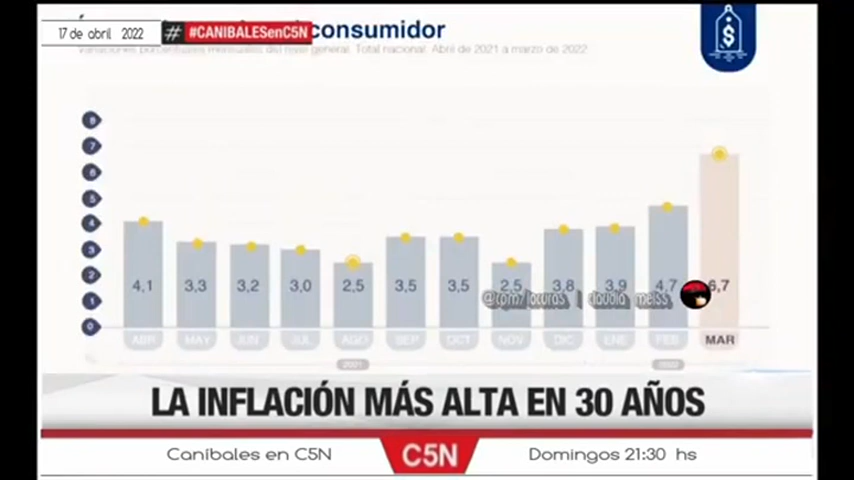 17 de abril 2022
# #CANIBALESenC5N
consumidor
Variaciones porcentuales mensuales del nivel general. Total nacional. Abril de 2021 a marzo de 2022
8
7
6
5
4
3
2
1
0
4,1 3,3 3,2 3,0 2,5 3,5 3,5 2,5 3,8 3,9 4,7 6,7
@tpm/locuras | claudia meiss
ABR MAY JUN JUL AGO SEP OCT NOV DIC ENE FEB MAR
% 2021 2022
LA INFLACIÓN MÁS ALTA EN 30 AÑOS
Caníbales en C5N C5N Domingos 21:30 hs